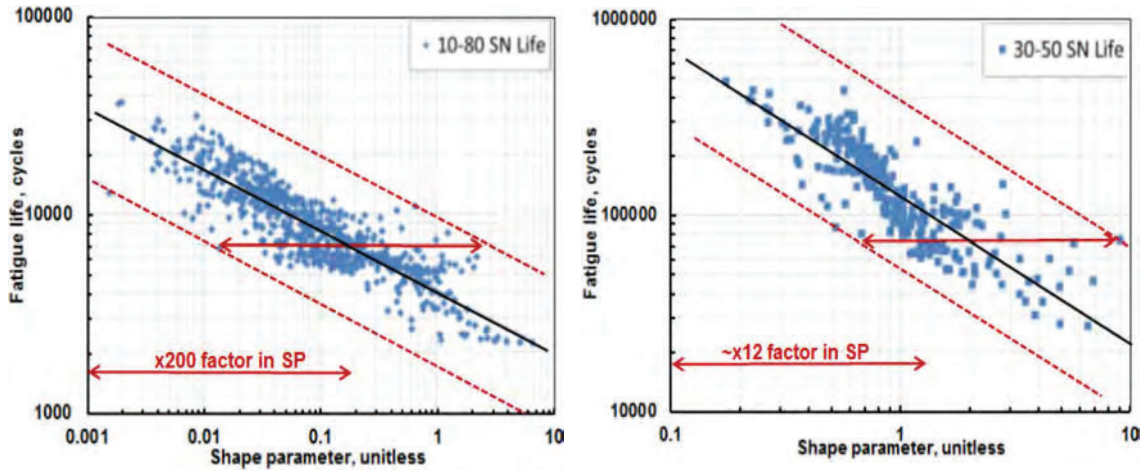 100000
10-80 SN Life
Fatigue life, cycles
10000
x200 factor in SP
1000
0.001
0.01
0.1
1
10
Shape parameter, unitless
1000000
30-50 SN Life
Fatigue life, cycles
100000
~x12 factor in SP
10000
0.1
1
10
Shape parameter, unitless